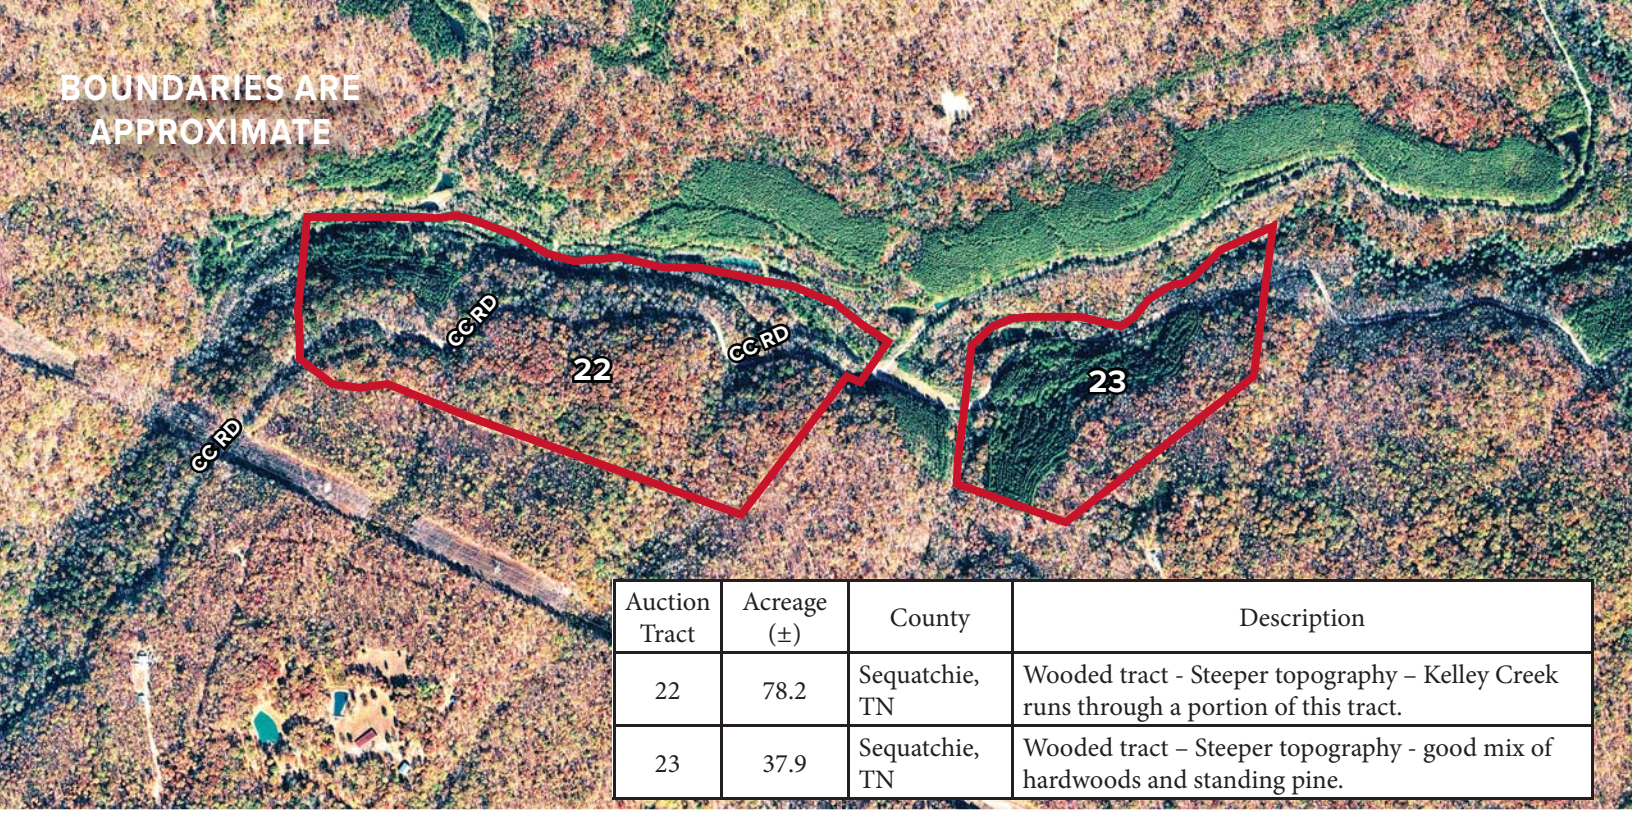 BOUNDARIES ARE
APPROXIMATE
CC RD
CC RD
22
23
CC RD
Auction
Tract
Acreage
(±)
County
Description
22
78.2
Sequatchie,
TN
Wooded tract - Steeper topography – Kelley Creek
runs through a portion of this tract.
23
37.9
Sequatchie,
TN
Wooded tract – Steeper topography - good mix of
hardwoods and standing pine.